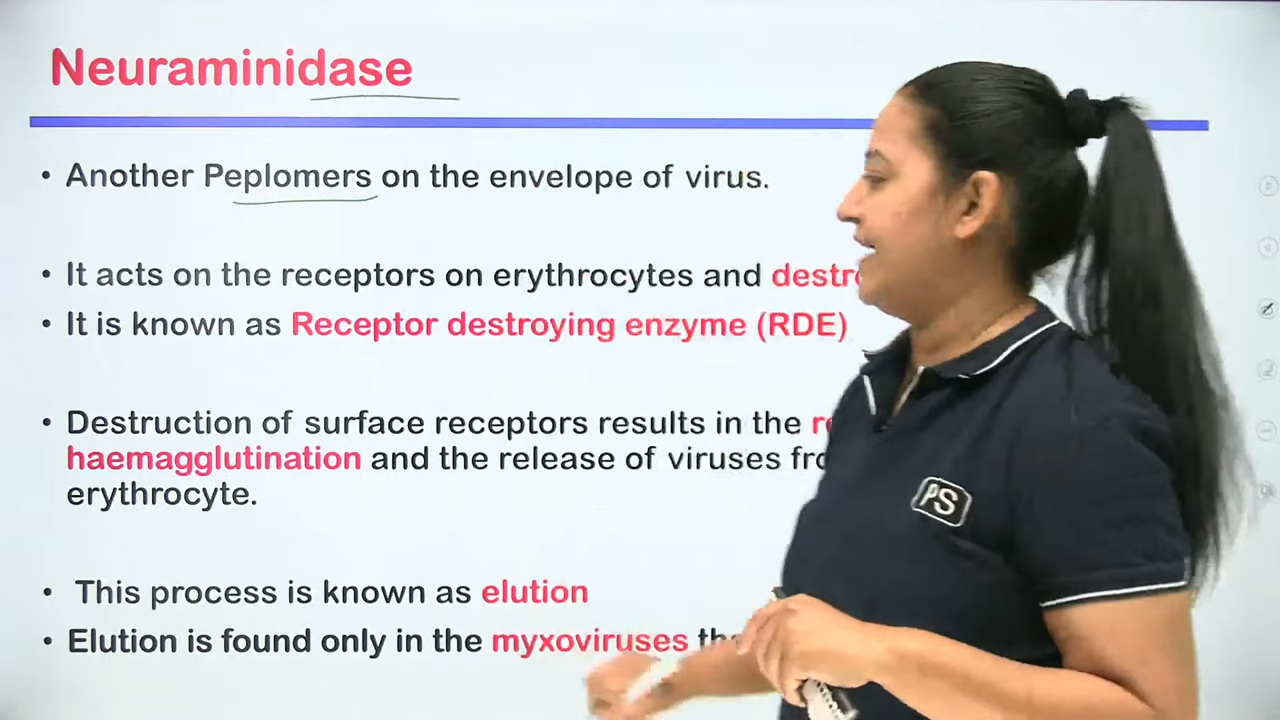 Neuraminidase
• Another Peplomers on the envelope of virus.
• It acts on the receptors on erythrocytes and
• It is known as Receptor destroying enzyme (RDE)
• Destruction of surface receptors results in the
haemagglutination and the release of viruses
erythrocyte.
• This process is known as elution
• Elution is found only in the myxoviruses
PS